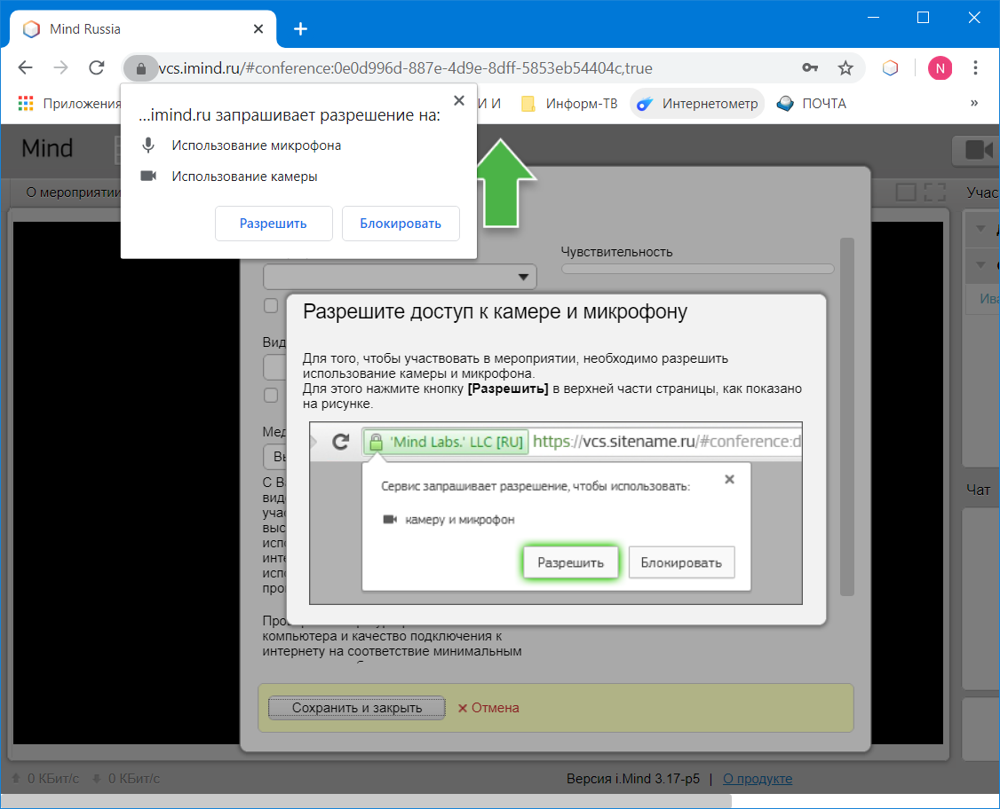 Mind Russia
vcs.imind.ru/#conference:0e0d996d-887e-4d9e-8dff-5853eb54404c,true
N
Приложения
И И
Информ-ТВ
Интернетометр
ПОЧТА
»
...imind.ru запрашивает разрешение на:
Использование микрофона
Использование камеры
Разрешить
Блокировать
Mind
О мероприятии
Учас
Чувствительность
Ива
Разрешите доступ к камере и микрофону
Вид
Для того, чтобы участвовать в мероприятии, необходимо разрешить
использование камеры и микрофона.
Для этого нажмите кнопку [Разрешить] в верхней части страницы, как показано
на рисунке.
Мед
Вы
'Mind Labs.' LLC [RU] https://vcs.sitename.ru/#conference:d
Сервис запрашивает разрешение, чтобы использовать:
камеру и микрофон
Разрешить
Блокировать
С В
вид
учас
выс
испо
инте
испо
про
Чат
компьютера и качество подключения к
интернету на соответствие минимальным
Сохранить и закрыть
Отмена
0 КБит/с
0 КБит/с
Версия i.Mind 3.17-p5 | О продукте